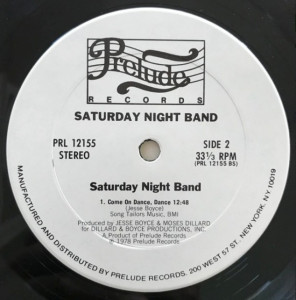 Prelude
RECORDS
SATURDAY NIGHT BAND
PRL 12155
STEREO
SIDE 2
33⅓ RPM
(PRL 12155 BS)
Saturday Night Band
1. Come On Dance, Dance 12:48
(Jesse Boyce)
Song Tailors Music, BMI
Produced by JESSE BOYCE & MOSES DILLARD
for DILLARD & BOYCE PRODUCTIONS, INC.
A Product of Prelude Records
℗ 1978 Prelude Records
MANUFACTURED AND DISTRIBUTED BY PRELUDE RECORDS. 200 WEST 57 ST. NEW YORK, NY 10019